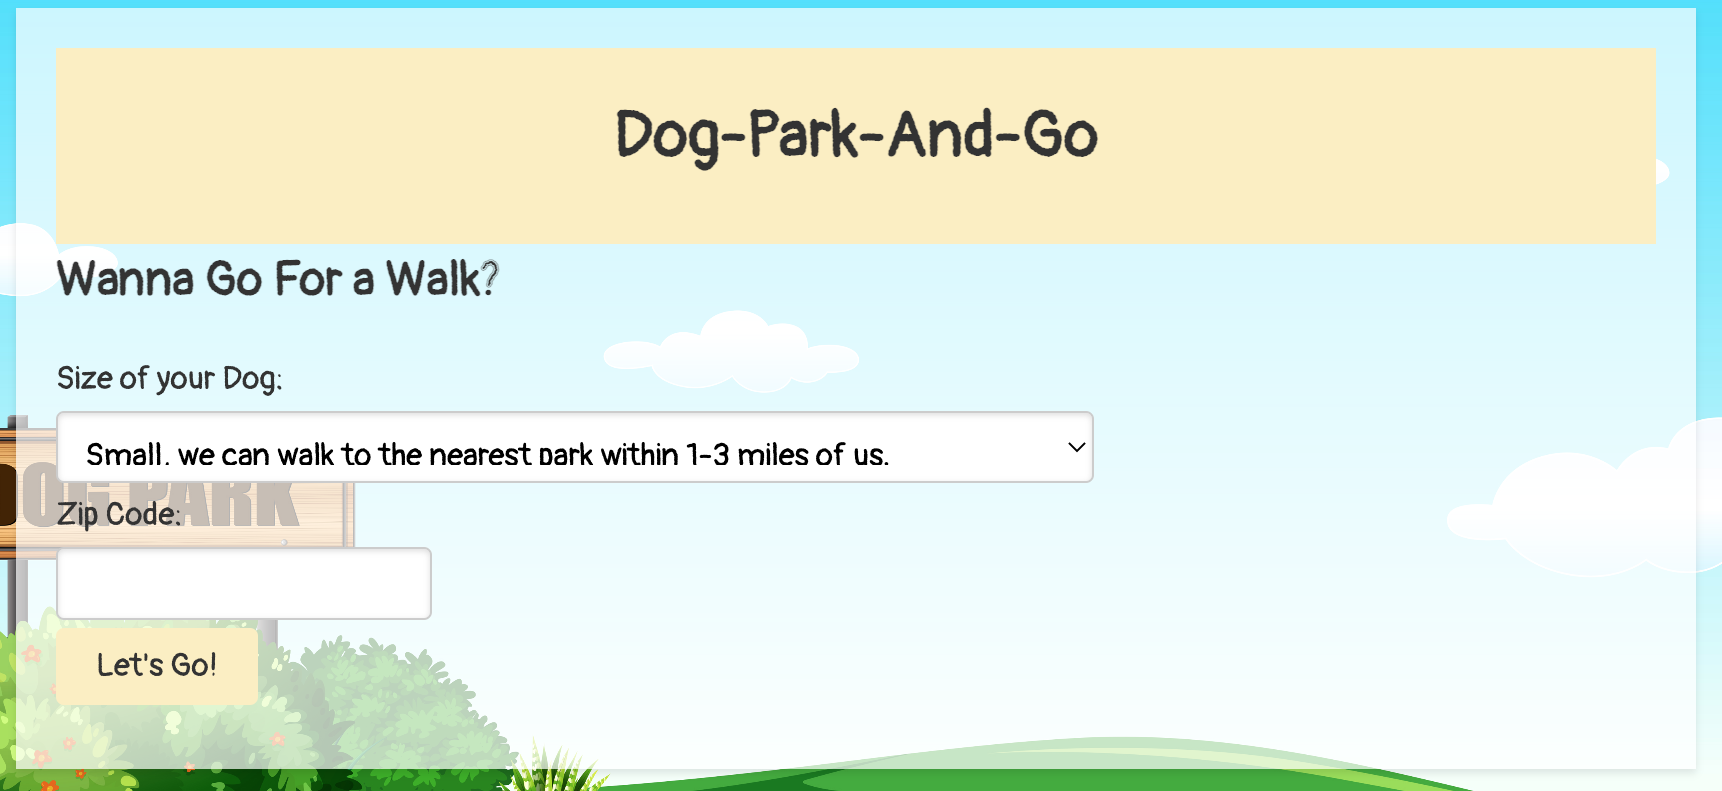 Dog-Park-And-Go
Wanna Go For a Walk?
Size of your Dog:
Small, we can walk to the nearest park within 1-3 miles of us.
DOG PARK
Zip Code:
Let's Go!